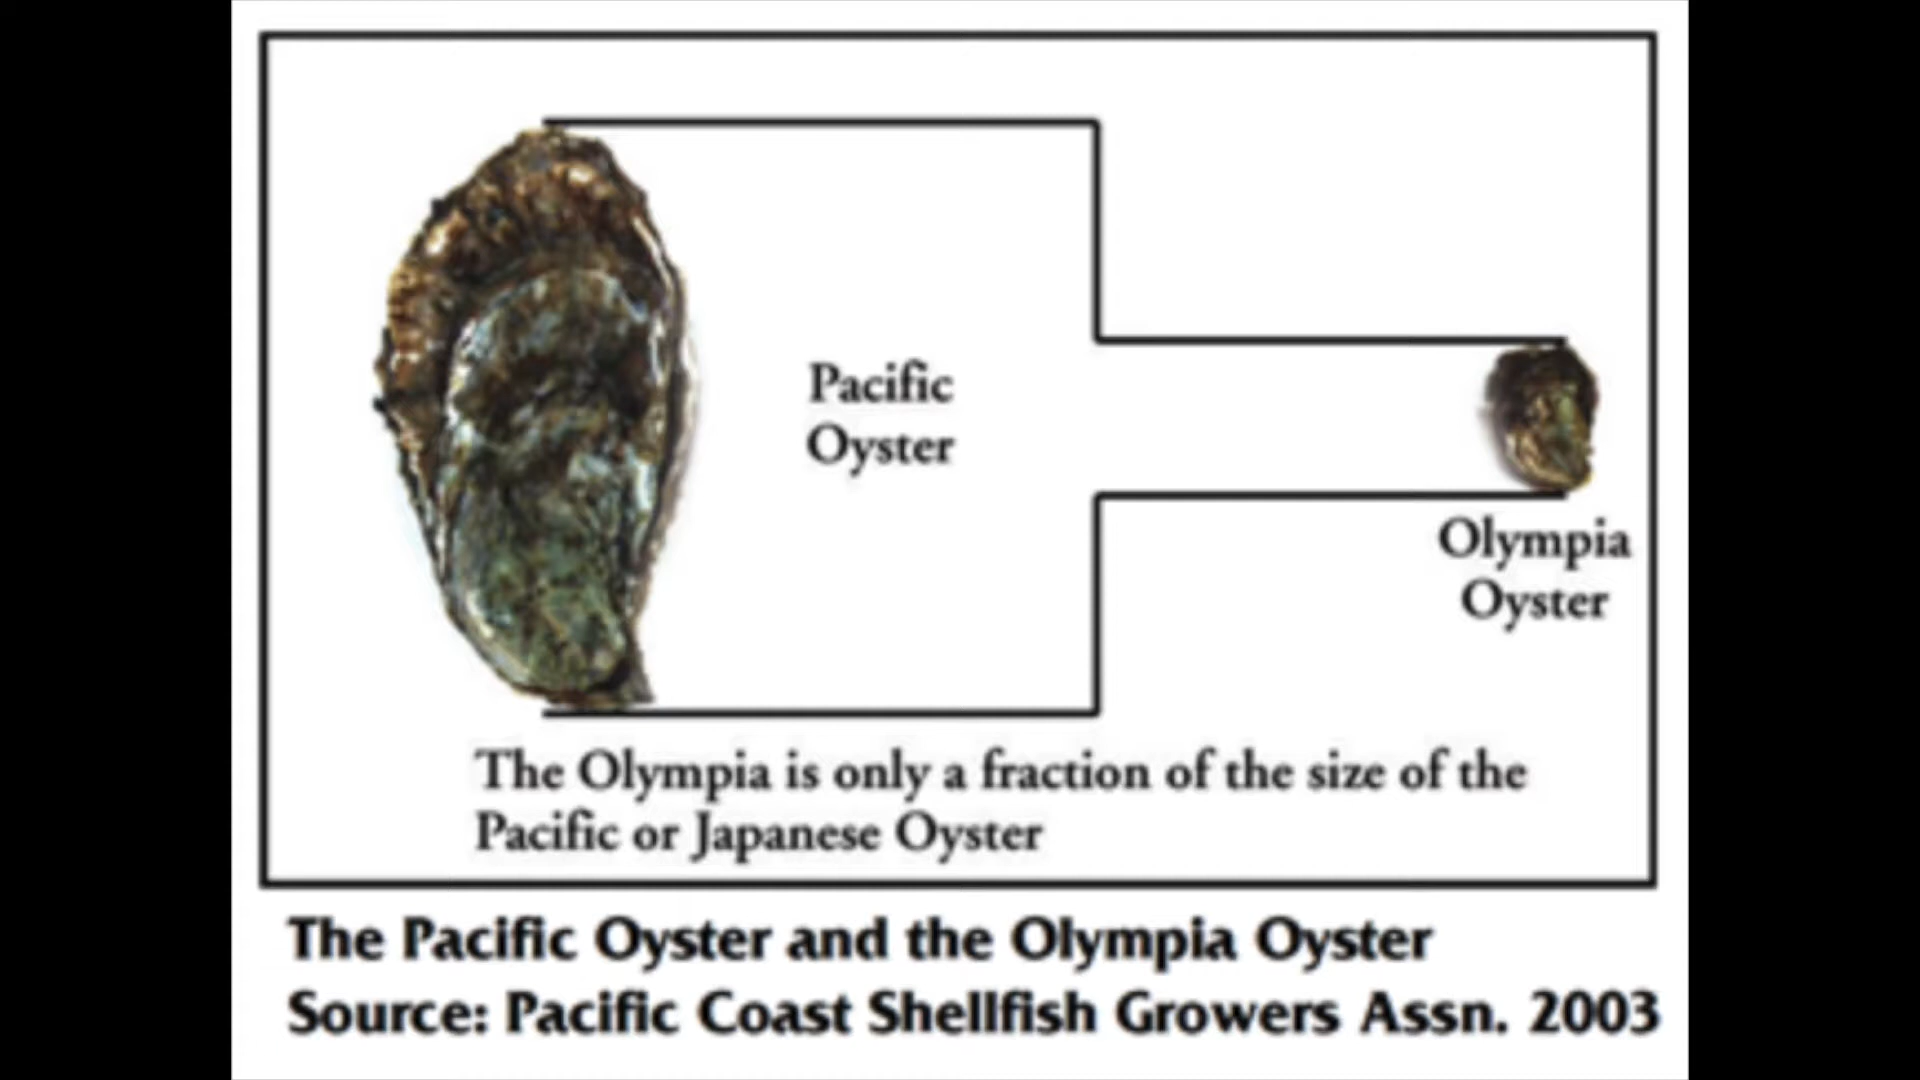 Pacific
Oyster
Olympia
Oyster
The Olympia is only a fraction of the size of the
Pacific or Japanese Oyster
The Pacific Oyster and the Olympia Oyster
Source: Pacific Coast Shellfish Growers Assn. 2003